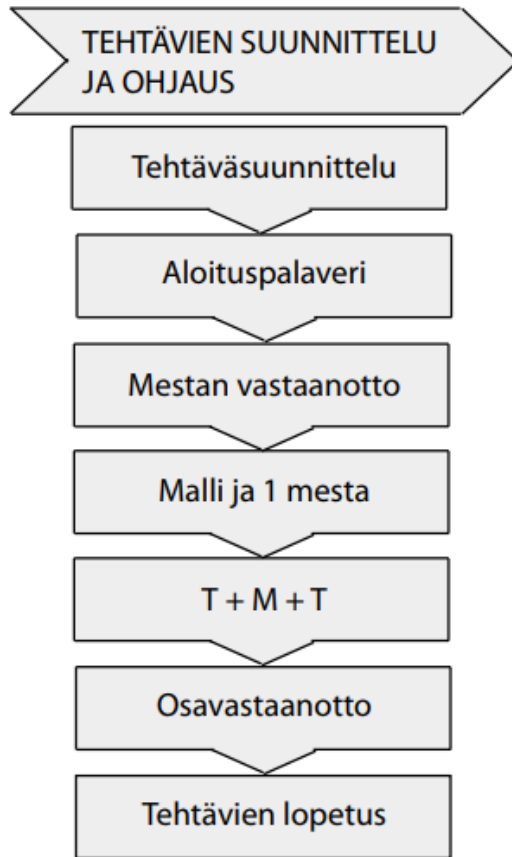 TEHTÄVIEN SUUNNITTELU
JA OHJAUS
Tehtäväsuunnittelu
Aloituspalaveri
Mestan vastaanotto
Malli ja 1 mesta
T + M + T
Osavastaanotto
Tehtävien lopetus